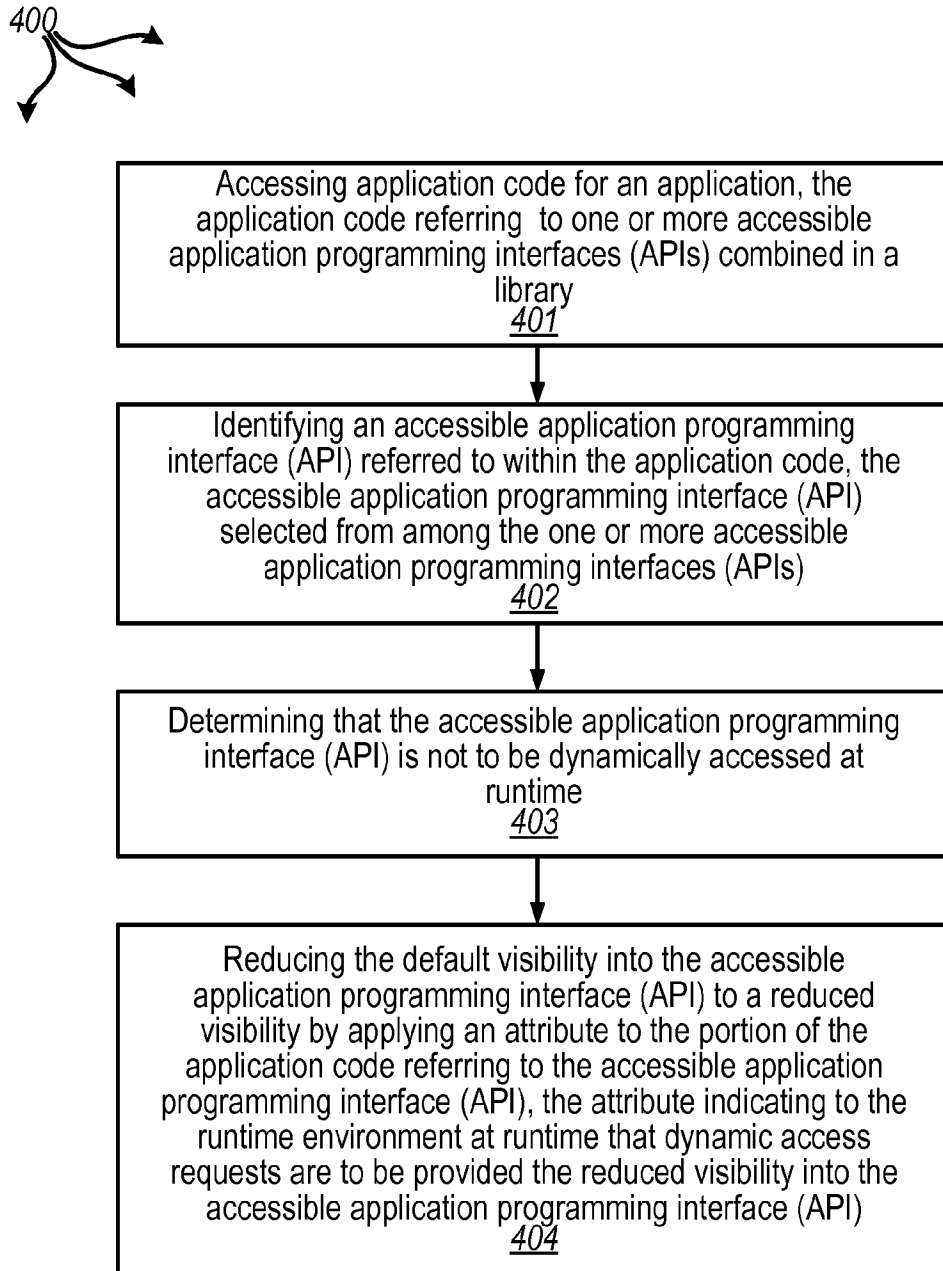 400
Accessing application code for an application, the
application code referring to one or more accessible
application programming interfaces (APIs) combined in a
library
401
Identifying an accessible application programming
interface (API) referred to within the application code, the
accessible application programming interface (API)
selected from among the one or more accessible
application programming interfaces (APIs)
402
Determining that the accessible application programming
interface (API) is not to be dynamically accessed at
runtime
403
Reducing the default visibility into the accessible
application programming interface (API) to a reduced
visibility by applying an attribute to the portion of the
application code referring to the accessible application
programming interface (API), the attribute indicating to the
runtime environment at runtime that dynamic access
requests are to be provided the reduced visibility into the
accessible application programming interface (API)
404